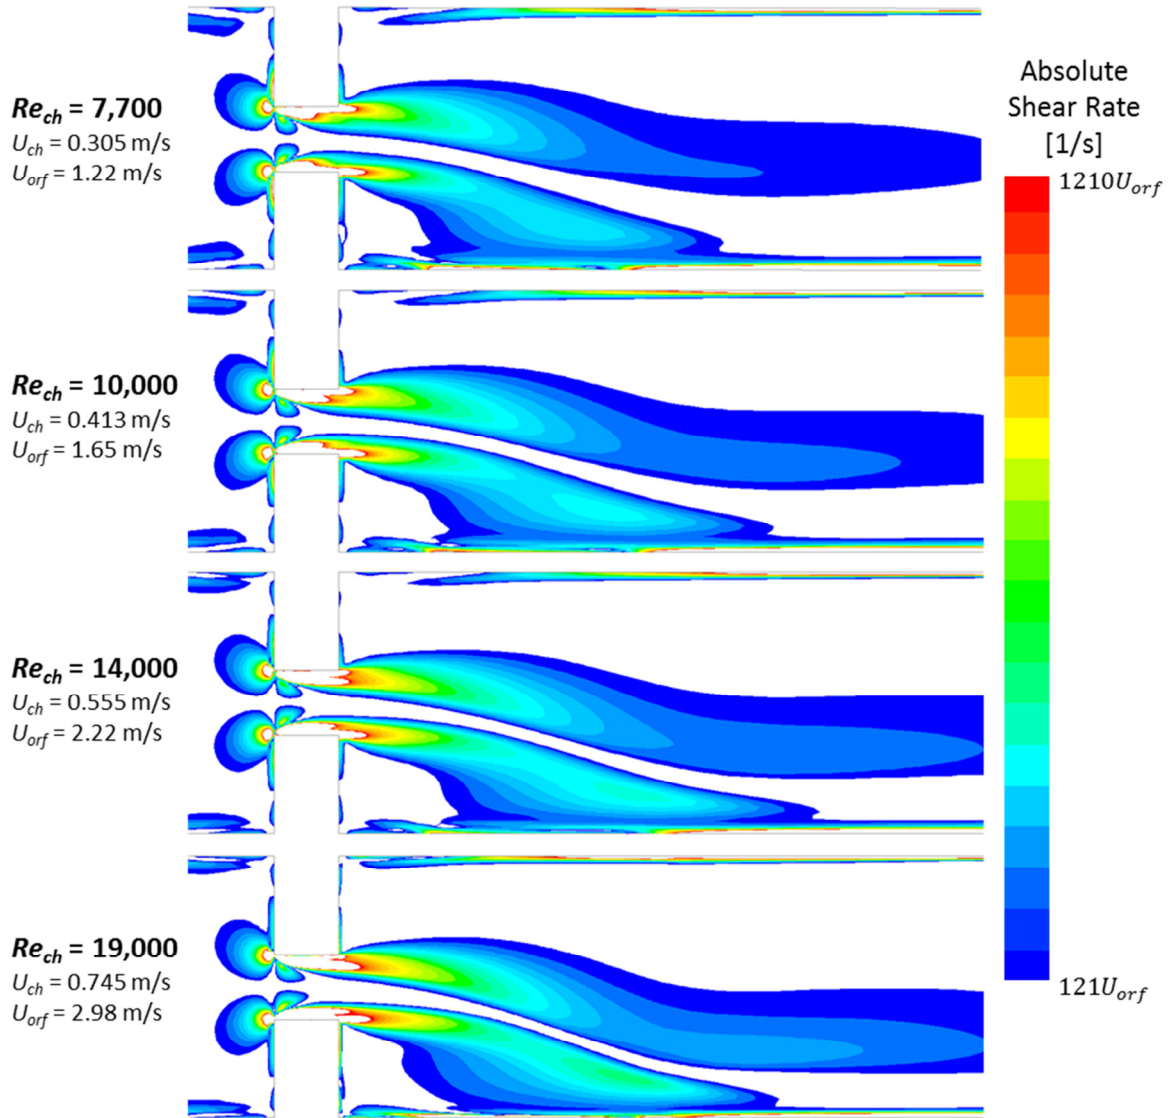 Re_ch = 7,700
U_ch = 0.305 m/s
U_orf = 1.22 m/s
Absolute
Shear Rate
[1/s]
1210U_orf
Re_ch = 10,000
U_ch = 0.413 m/s
U_orf = 1.65 m/s
Re_ch = 14,000
U_ch = 0.555 m/s
U_orf = 2.22 m/s
Re_ch = 19,000
U_ch = 0.745 m/s
U_orf = 2.98 m/s
121U_orf